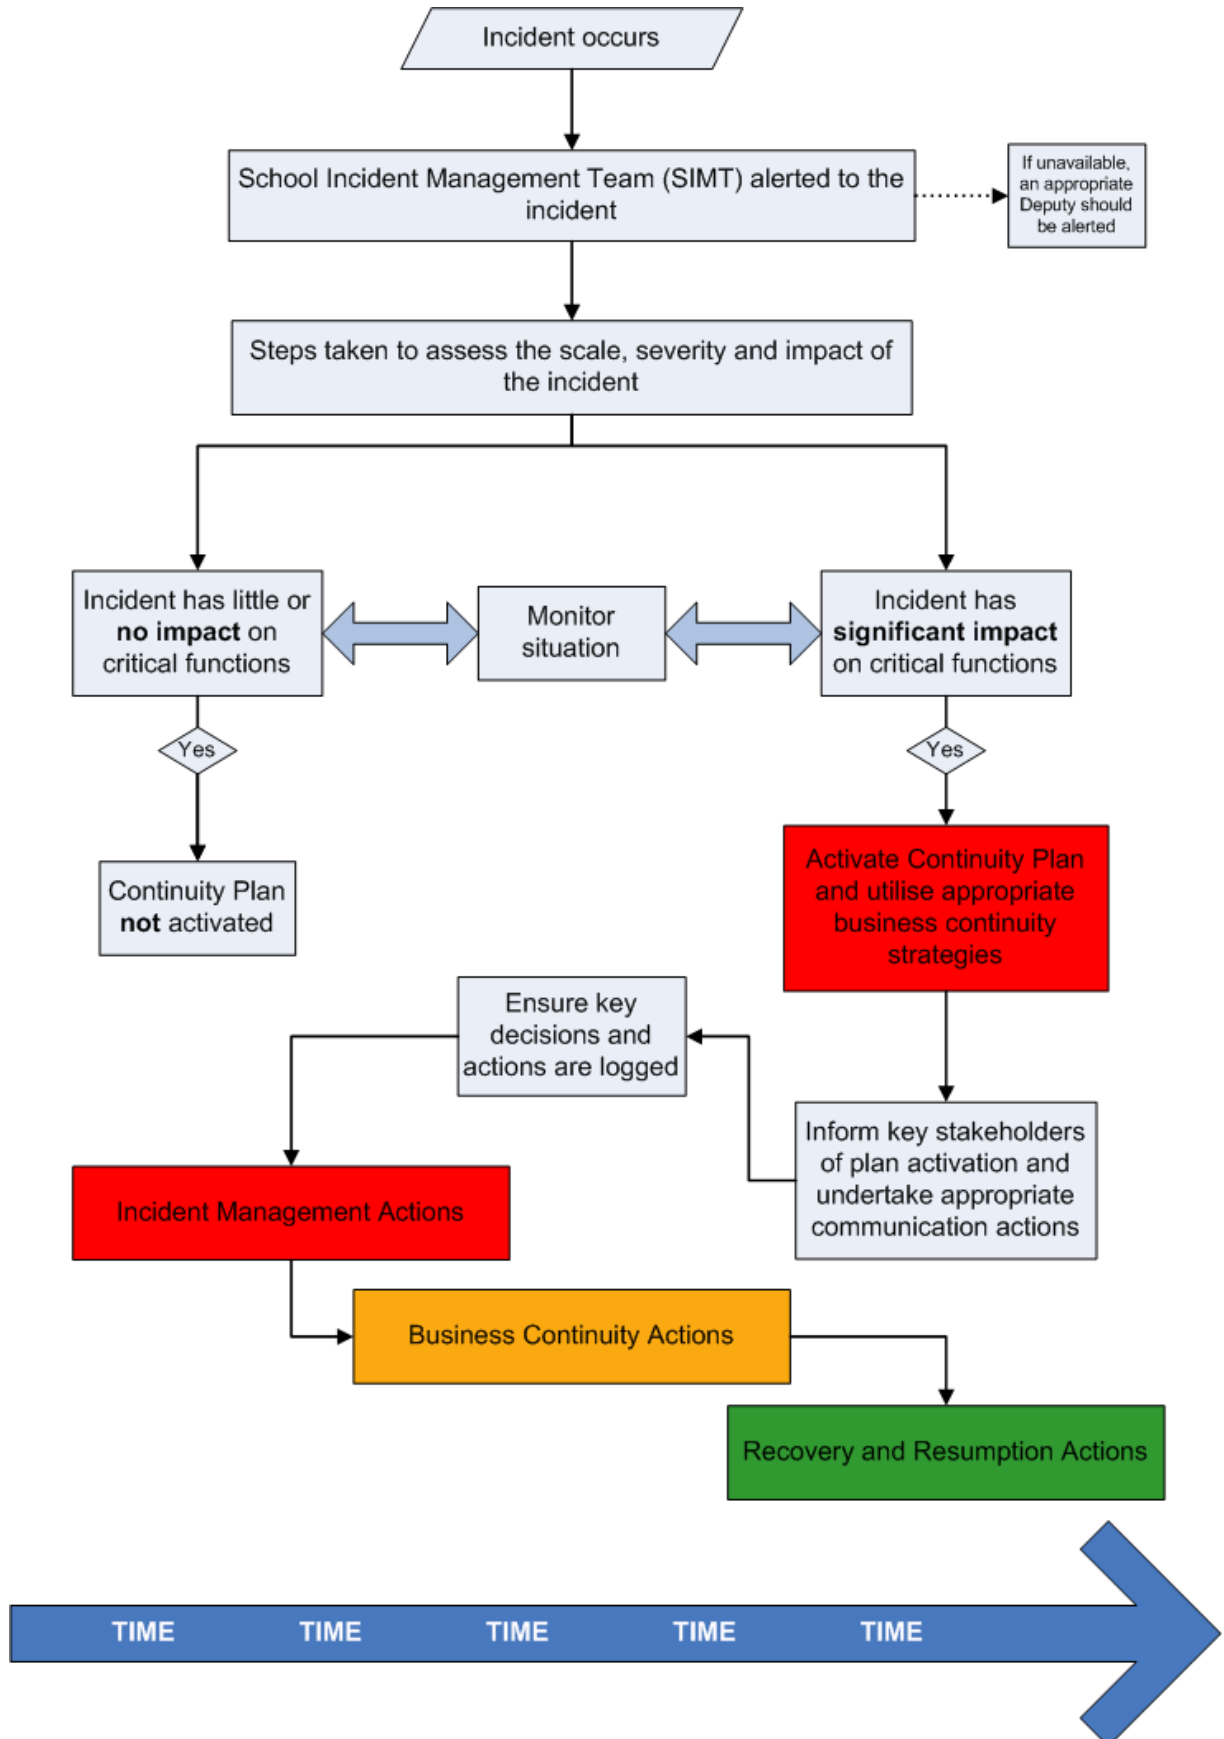 Incident occurs
School Incident Management Team (SIMT) alerted to the
incident
If unavailable,
an appropriate
Deputy should
be alerted
Steps taken to assess the scale, severity and impact of
the incident
Incident has little or
no impact on
critical functions
Monitor
situation
Incident has
significant impact
on critical functions
Yes
Yes
Continuity Plan
not activated
Activate Continuity Plan
and utilise appropriate
business continuity
strategies
Ensure key
decisions and
actions are logged
Inform key stakeholders
of plan activation and
undertake appropriate
communication actions
Incident Management Actions
Business Continuity Actions
Recovery and Resumption Actions
TIME TIME TIME TIME TIME